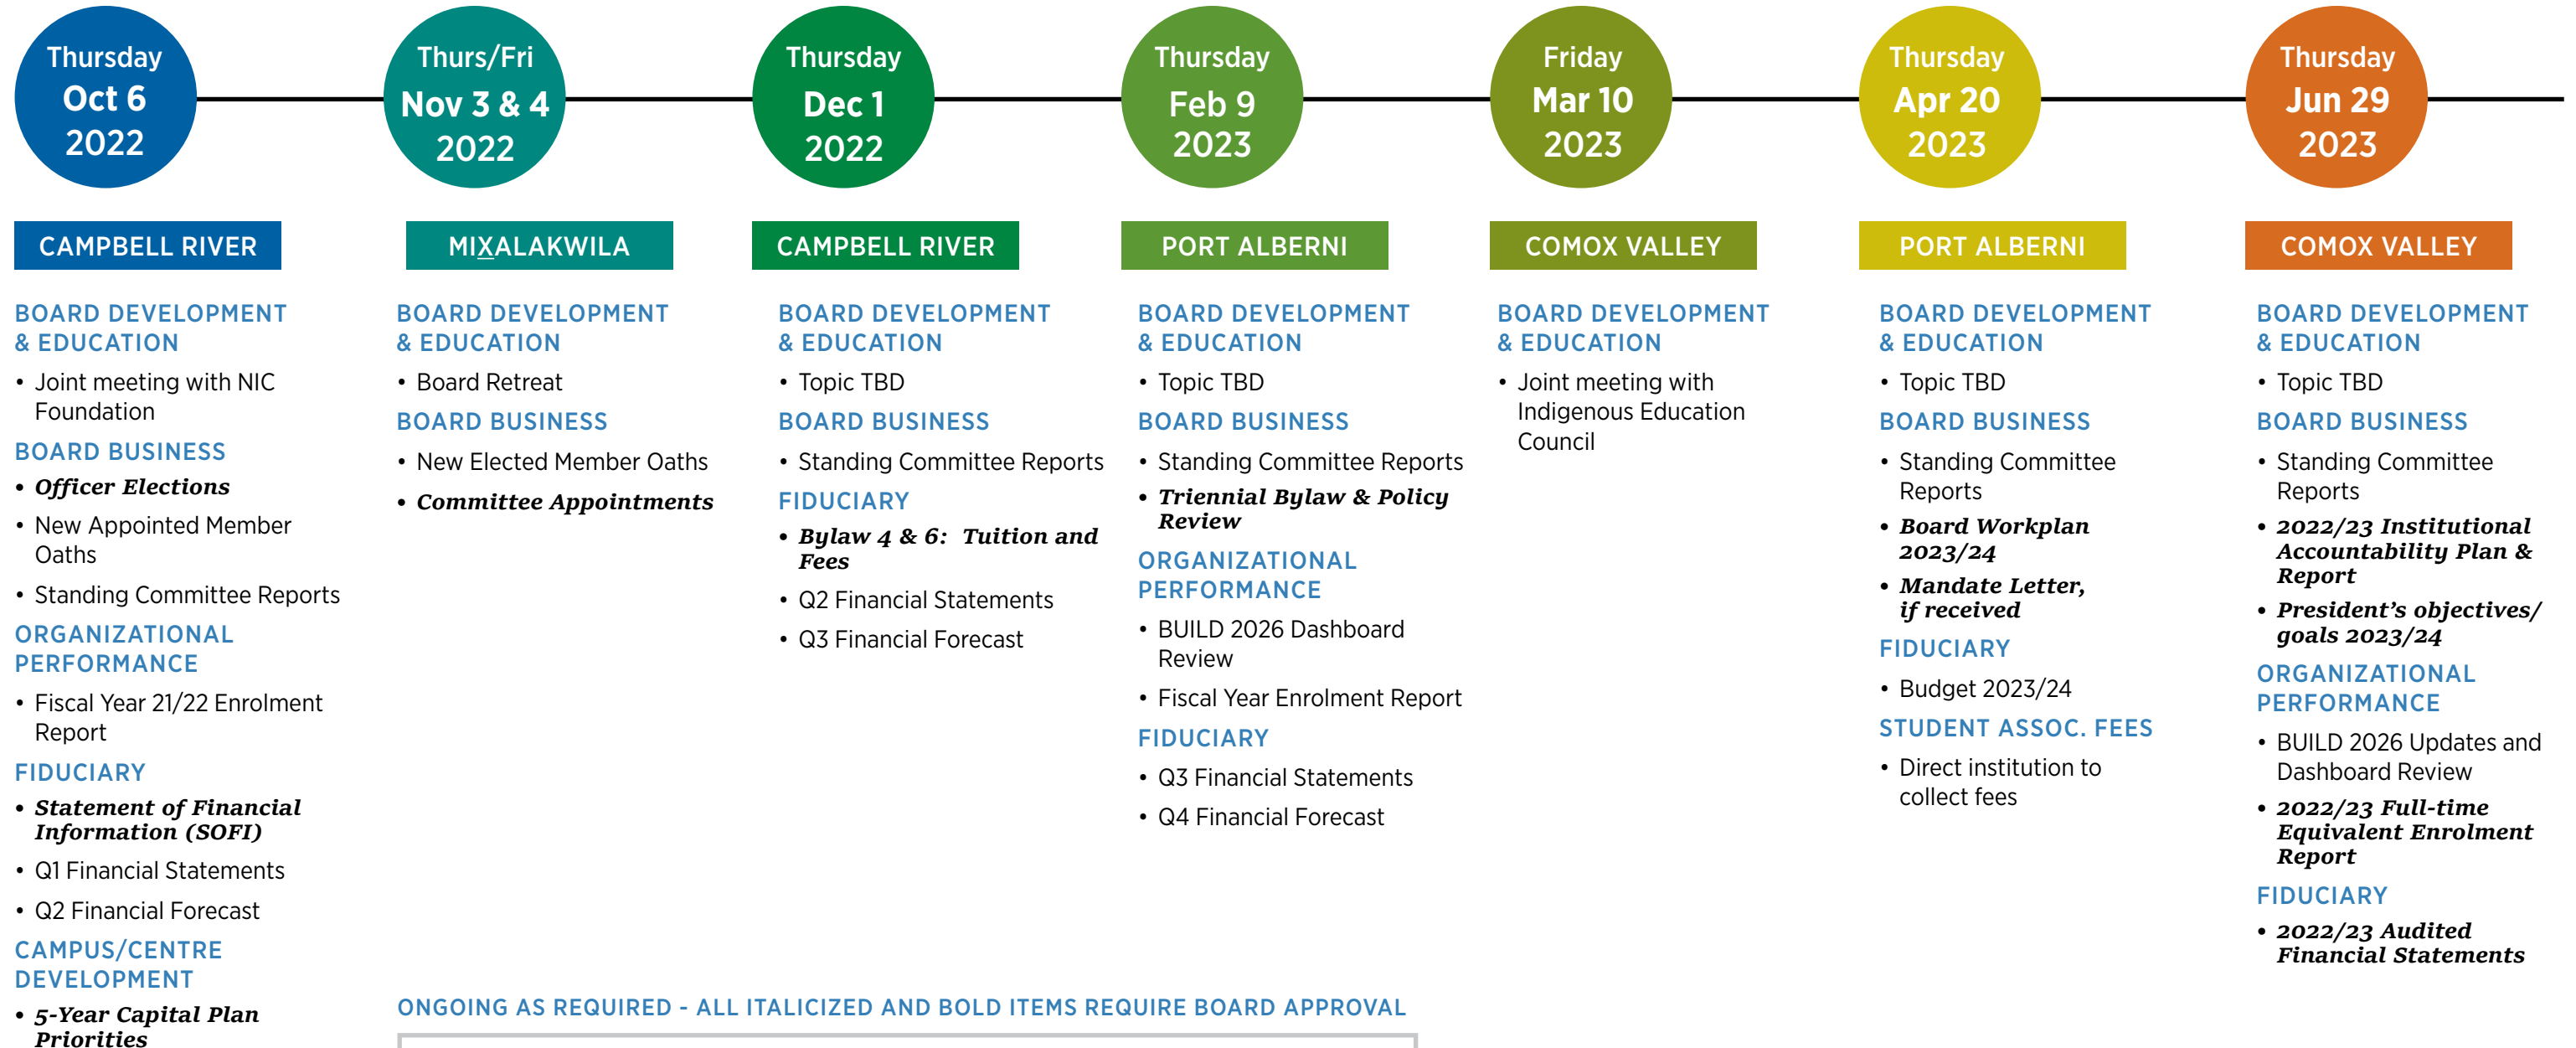 Thursday
Oct 6
2022
CAMPBELL RIVER
BOARD DEVELOPMENT
& EDUCATION
• Joint meeting with NIC
Foundation
BOARD BUSINESS
• Officer Elections
• New Appointed Member
Oaths
• Standing Committee Reports
ORGANIZATIONAL
PERFORMANCE
• Fiscal Year 21/22 Enrolment
Report
FIDUCIARY
• Statement of Financial
Information (SOFI)
• Q1 Financial Statements
• Q2 Financial Forecast
CAMPUS/CENTRE
DEVELOPMENT
• 5-Year Capital Plan
Priorities
Thurs/Fri
Nov 3 & 4
2022
MIX̲ALAKWILA
BOARD DEVELOPMENT
& EDUCATION
• Board Retreat
BOARD BUSINESS
• New Elected Member Oaths
• Committee Appointments
Thursday
Dec 1
2022
CAMPBELL RIVER
BOARD DEVELOPMENT
& EDUCATION
• Topic TBD
BOARD BUSINESS
• Standing Committee Reports
FIDUCIARY
• Bylaw 4 & 6: Tuition and
Fees
• Q2 Financial Statements
• Q3 Financial Forecast
Thursday
Feb 9
2023
PORT ALBERNI
BOARD DEVELOPMENT
& EDUCATION
• Topic TBD
BOARD BUSINESS
• Standing Committee Reports
• Triennial Bylaw & Policy
Review
ORGANIZATIONAL
PERFORMANCE
• BUILD 2026 Dashboard
Review
• Fiscal Year Enrolment Report
FIDUCIARY
• Q3 Financial Statements
• Q4 Financial Forecast
Friday
Mar 10
2023
COMOX VALLEY
BOARD DEVELOPMENT
& EDUCATION
• Joint meeting with
Indigenous Education
Council
Thursday
Apr 20
2023
PORT ALBERNI
BOARD DEVELOPMENT
& EDUCATION
• Topic TBD
BOARD BUSINESS
• Standing Committee
Reports
• Board Workplan
2023/24
• Mandate Letter,
if received
FIDUCIARY
• Budget 2023/24
STUDENT ASSOC. FEES
• Direct institution to
collect fees
Thursday
Jun 29
2023
COMOX VALLEY
BOARD DEVELOPMENT
& EDUCATION
• Topic TBD
BOARD BUSINESS
• Standing Committee
Reports
• 2022/23 Institutional
Accountability Plan &
Report
• President’s objectives/
goals 2023/24
ORGANIZATIONAL
PERFORMANCE
• BUILD 2026 Updates and
Dashboard Review
• 2022/23 Full-time
Equivalent Enrolment
Report
FIDUCIARY
• 2022/23 Audited
Financial Statements
ONGOING AS REQUIRED - ALL ITALICIZED AND BOLD ITEMS REQUIRE BOARD APPROVAL